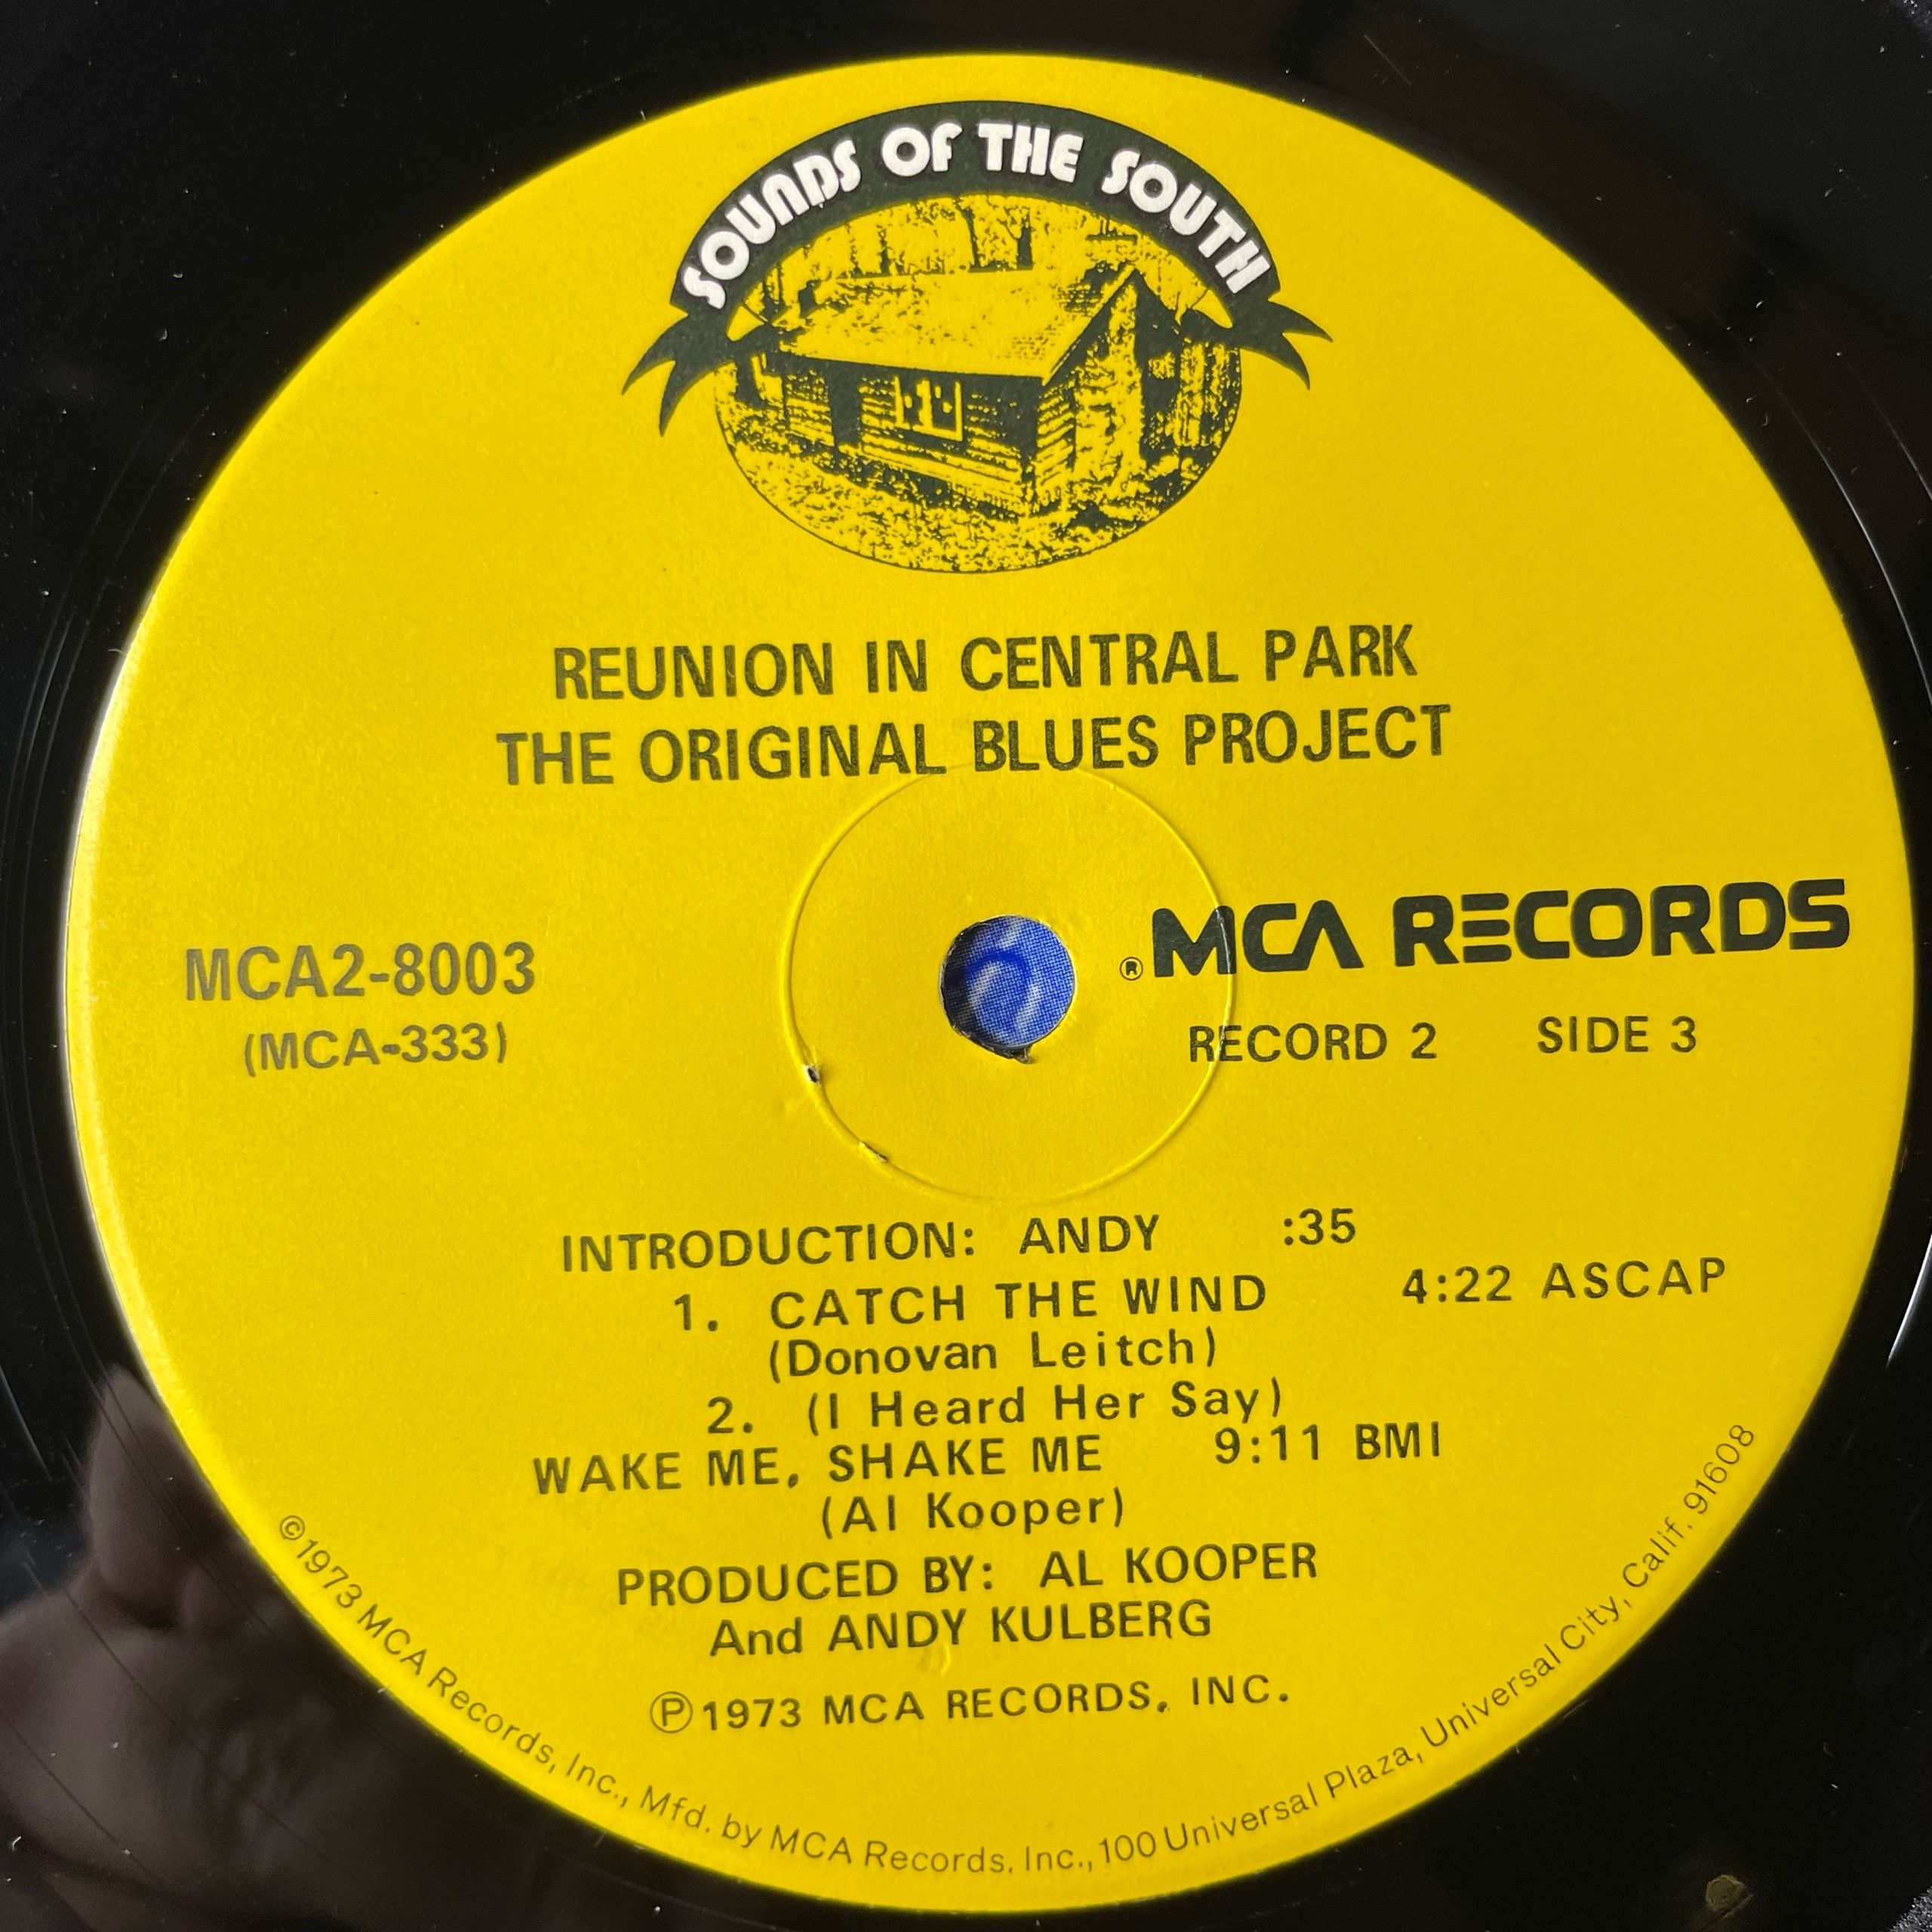 SOUNDS OF THE SOUTH
REUNION IN CENTRAL PARK
THE ORIGINAL BLUES PROJECT
MCA2-8003
(MCA-333)
® MCA RECORDS
RECORD 2 SIDE 3
INTRODUCTION: ANDY :35
1. CATCH THE WIND 4:22 ASCAP
(Donovan Leitch)
2. (I Heard Her Say)
WAKE ME, SHAKE ME 9:11 BMI
(Al Kooper)
PRODUCED BY: AL KOOPER
And ANDY KULBERG
℗1973 MCA RECORDS, INC.
©1973 MCA Records, Inc., Mfd. by MCA Records, Inc., 100 Universal Plaza, Universal City, Calif. 91608